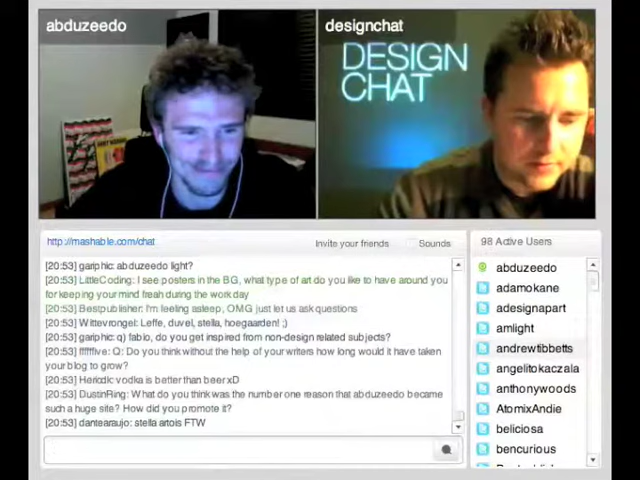 abduzeedo
designchat
DESIGN
CHAT
http://mashable.com/chat
Invite your friends
Sounds
98 Active Users
[20:53] gariphic: abduzeedo light?
[20:53] LittleCoding: I see posters in the BG, what type of art do you like to have around you
for keeping your mind freah during the work day
[20:53] Bestpublisher: I'm feeling asleep, OMG just let us ask questions
[20:53] Wittevrongel: Leffe, duvel, stella, hoegaarden! ;)
[20:53] gariphic: q) fabio, do you get inspired from non-design related subjects?
[20:53] ffffffive: Q: Do you think without the help of your writers how long would it have taken
your blog to grow?
[20:53] Heriodic: vodka is better than beer xD
[20:53] DustinRing: What do you think was the number one reason that abduzeedo became
such a huge site? How did you promote it?
[20:53] dantearaujo: stella artois FTW
abduzeedo
adamokane
adesignapart
amlight
andrewtibbetts
angelitokaczala
anthonywoods
AtomixAndie
beliciosa
bencurious